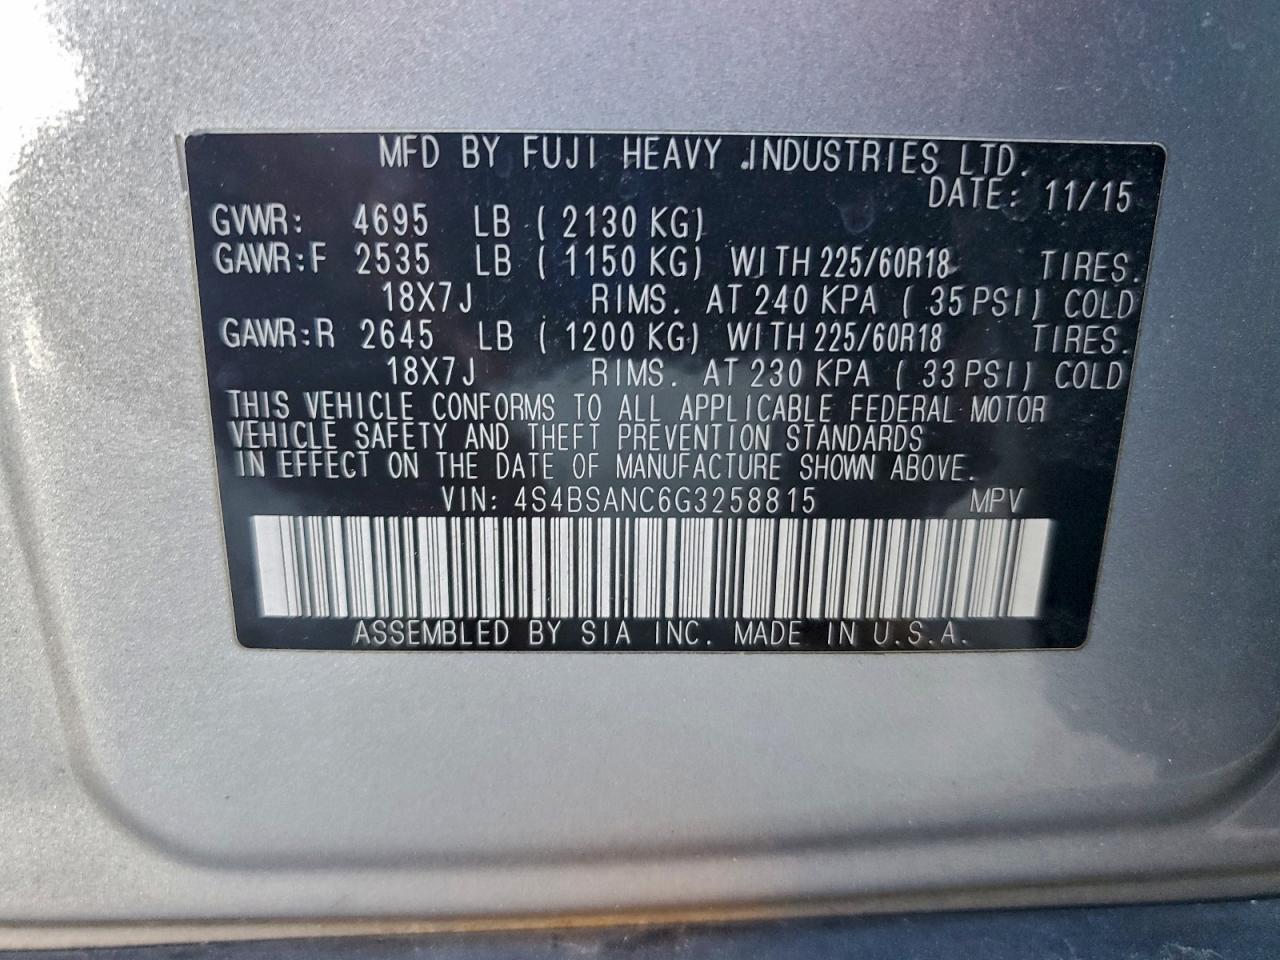 MFD BY FUJI HEAVY INDUSTRIES LTD.
DATE: 11/15
GVWR: 4695 LB ( 2130 KG)
GAWR:F 2535 LB ( 1150 KG) WITH 225/60R18 TIRES.
18X7J RIMS. AT 240 KPA ( 35PSI) COLD
GAWR:R 2645 LB ( 1200 KG) WITH 225/60R18 TIRES.
18X7J RIMS. AT 230 KPA ( 33PSI) COLD
THIS VEHICLE CONFORMS TO ALL APPLICABLE FEDERAL MOTOR
VEHICLE SAFETY AND THEFT PREVENTION STANDARDS
IN EFFECT ON THE DATE OF MANUFACTURE SHOWN ABOVE.
VIN: 4S4BSANC6G3258815 MPV
ASSEMBLED BY SIA INC. MADE IN U.S.A.